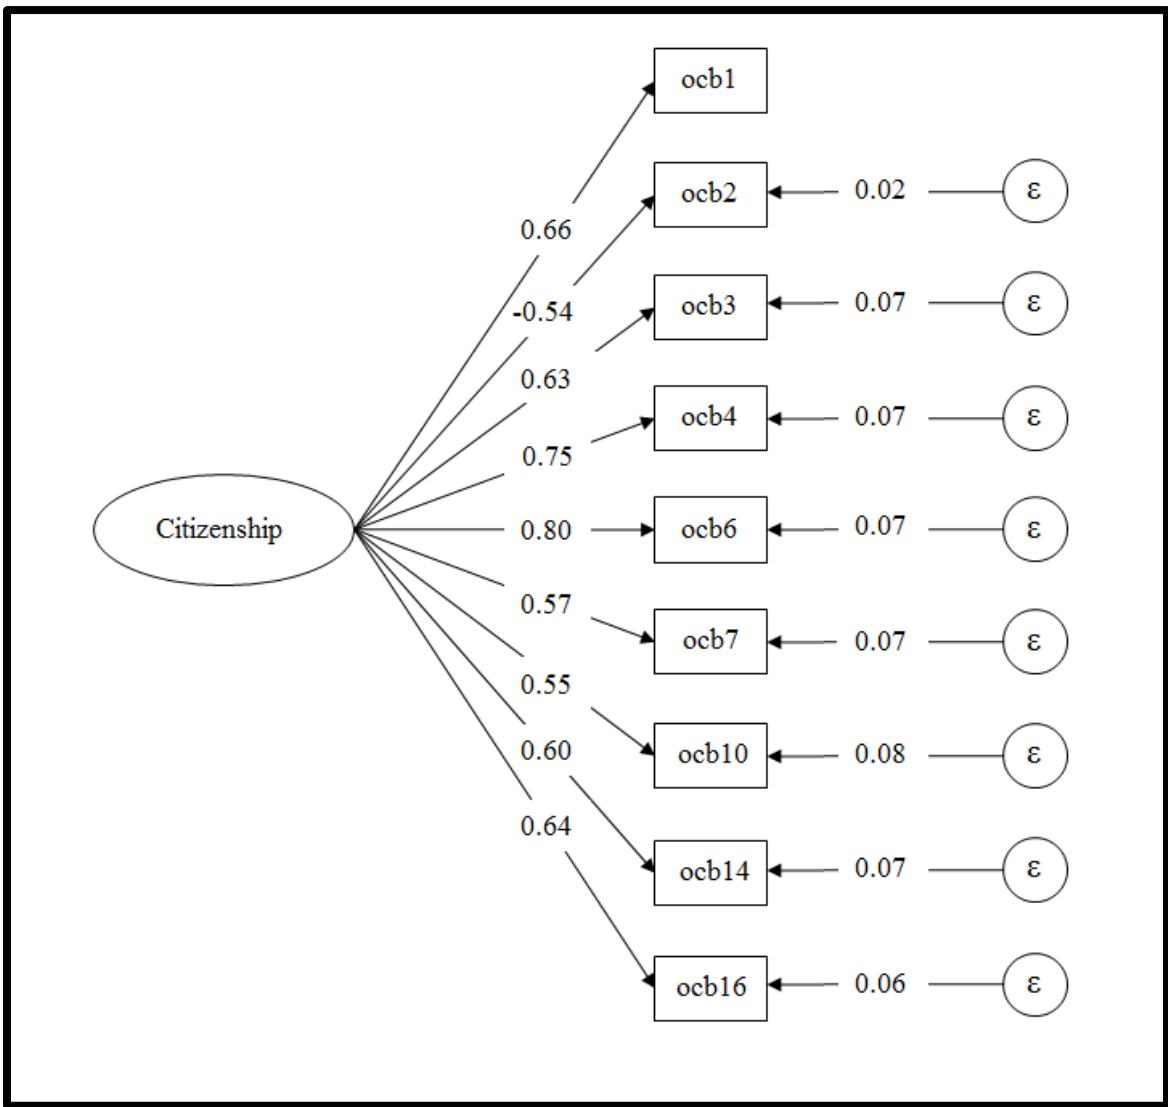 ocb1
0.66
ocb2 0.02 ε
-0.54
ocb3 0.07 ε
0.63
ocb4 0.07 ε
0.75
Citizenship 0.80 ocb6 0.07 ε
0.57
ocb7 0.07 ε
0.55
ocb10 0.08 ε
0.60
0.64
ocb14 0.07 ε
ocb16 0.06 ε